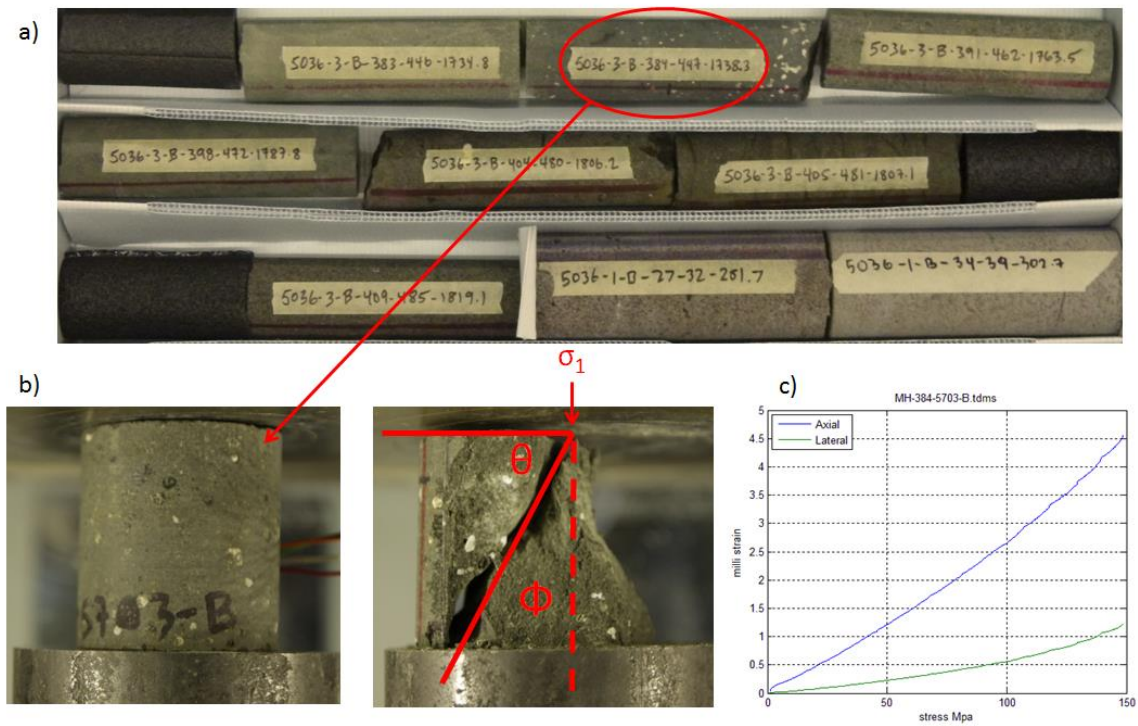 a)
5036-3-B-383-446-1734.8
5036-3-B-384-447-1738.3
5036-3-B-391-462-1763.5
5036-3-B-398-472-1787.8
5036-3-B-404-480-1806.2
5036-3-B-405-481-1807.1
5036-3-B-409-485-1819.1
5036-1-B-27-32-261.7
5036-1-B-34-39-302.7
b)
5703-B
σ1
θ
Φ
c)
MH-384-5703-B.tdms
Axial
Lateral
milli strain
5
4.5
4
3.5
3
2.5
2
1.5
1
0.5
0
0 50 100 150
stress Mpa